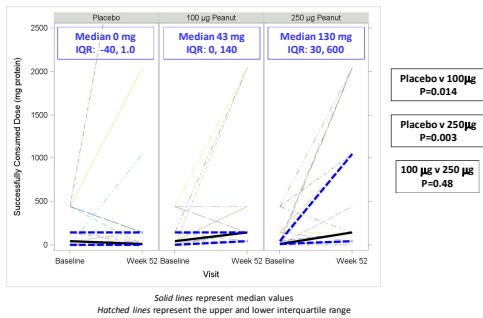 Placebo
100 µg Peanut
250 µg Peanut
Median 0 mg
IQR: -40, 1.0
Median 43 mg
IQR: 0, 140
Median 130 mg
IQR: 30, 600
Successfully Consumed Dose (mg protein)
2500
2000
1500
1000
500
0
Baseline
Week 52
Baseline
Week 52
Baseline
Week 52
Visit
Placebo v 100µg
P=0.014
Placebo v 250µg
P=0.003
100 µg v 250 µg
P=0.48
Solid lines represent median values
Hatched lines represent the upper and lower interquartile range